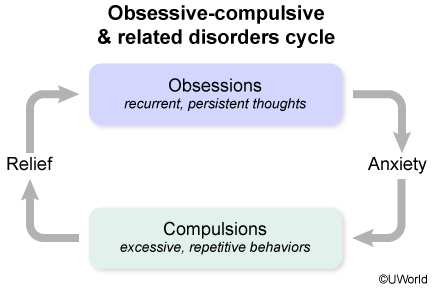 Obsessive-compulsive
& related disorders cycle
Obsessions
recurrent, persistent thoughts
Relief
Anxiety
Compulsions
excessive, repetitive behaviors
©UWorld